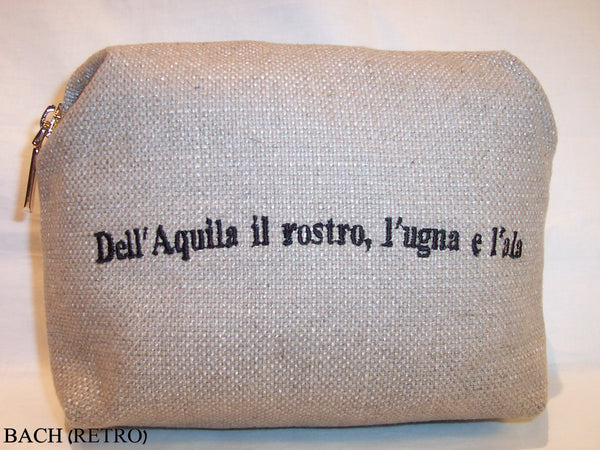 Dell'Aquila il rostro, l'ugna e l'ala
BACH (RETRO)